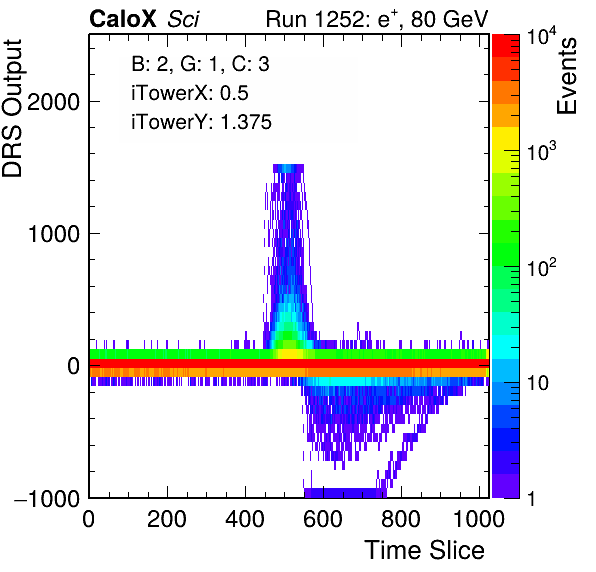 CaloX Sci Run 1252: e⁺, 80 GeV
B: 2, G: 1, C: 3
iTowerX: 0.5
iTowerY: 1.375
DRS Output
2000
1000
0
−1000
0 200 400 600 800 1000
Time Slice
Events
10⁴
10³
10²
10
1